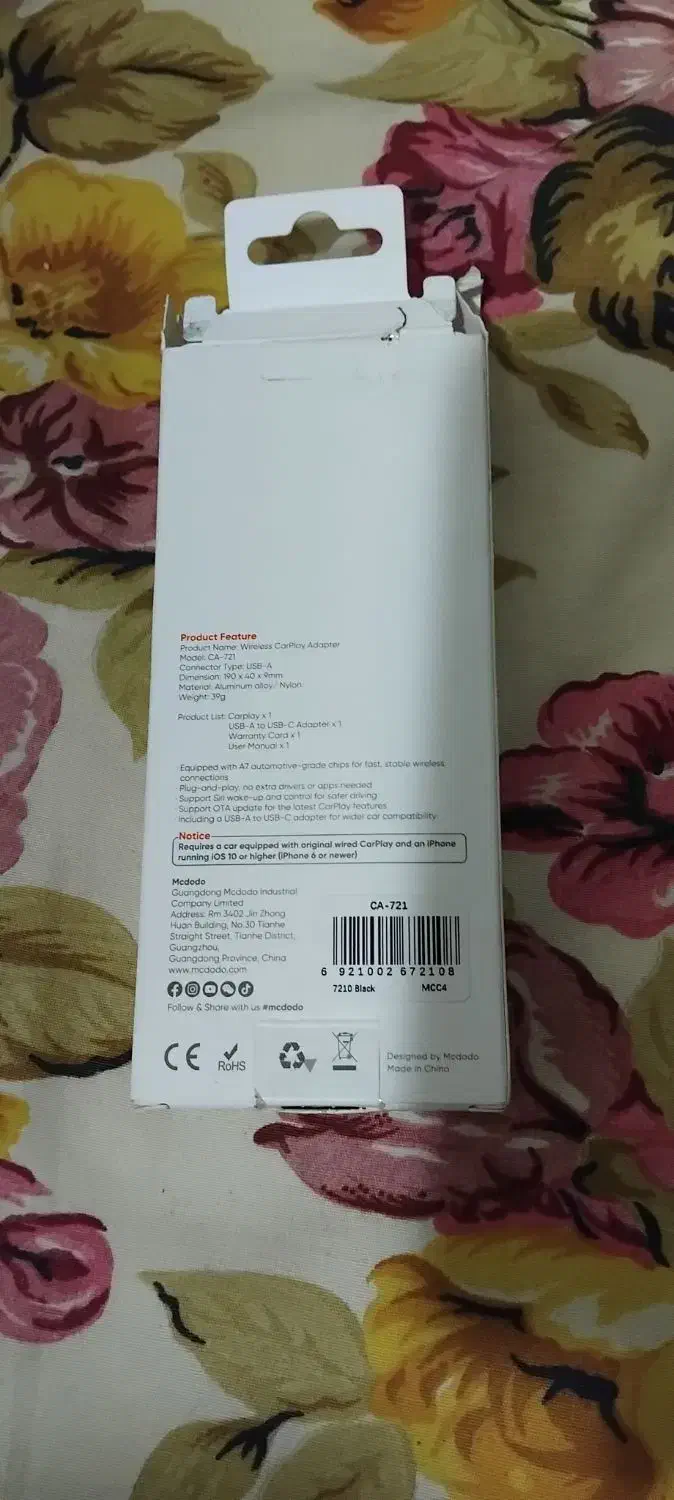 Product Feature
Product Name: Wireless CarPlay Adapter
Model: CA-721
Connector Type: USB-A
Dimension: 190 x 40 x 9mm
Material: Aluminum alloy / Nylon
Weight: 39g
Product List: Carplay x 1
USB-A to USB-C Adapter x 1
Warranty Card x 1
User Manual x 1
·Equipped with A7 automotive-grade chips for fast, stable wireless
connections
·Plug-and-play, no extra drivers or apps needed
·Support Siri wake-up and control for safer driving
·Support OTA update for the latest CarPlay features
·Including a USB-A to USB-C adapter for wider car compatibility
Notice
Requires a car equipped with original wired CarPlay and an iPhone
running iOS 10 or higher (iPhone 6 or newer)
Mcdodo
Guangdong Mcdodo Industrial
Company Limited
Address: Rm 3402 Jin Zhong
Huan Building, No.30 Tianhe
Straight Street, Tianhe District,
Guangzhou,
Guangdong Province, China
www.mcdodo.com
Follow & Share with us #mcdodo
CA-721
6 921002 672108
7210 Black MCC4
CE
RoHS
Designed by Mcdodo
Made in China